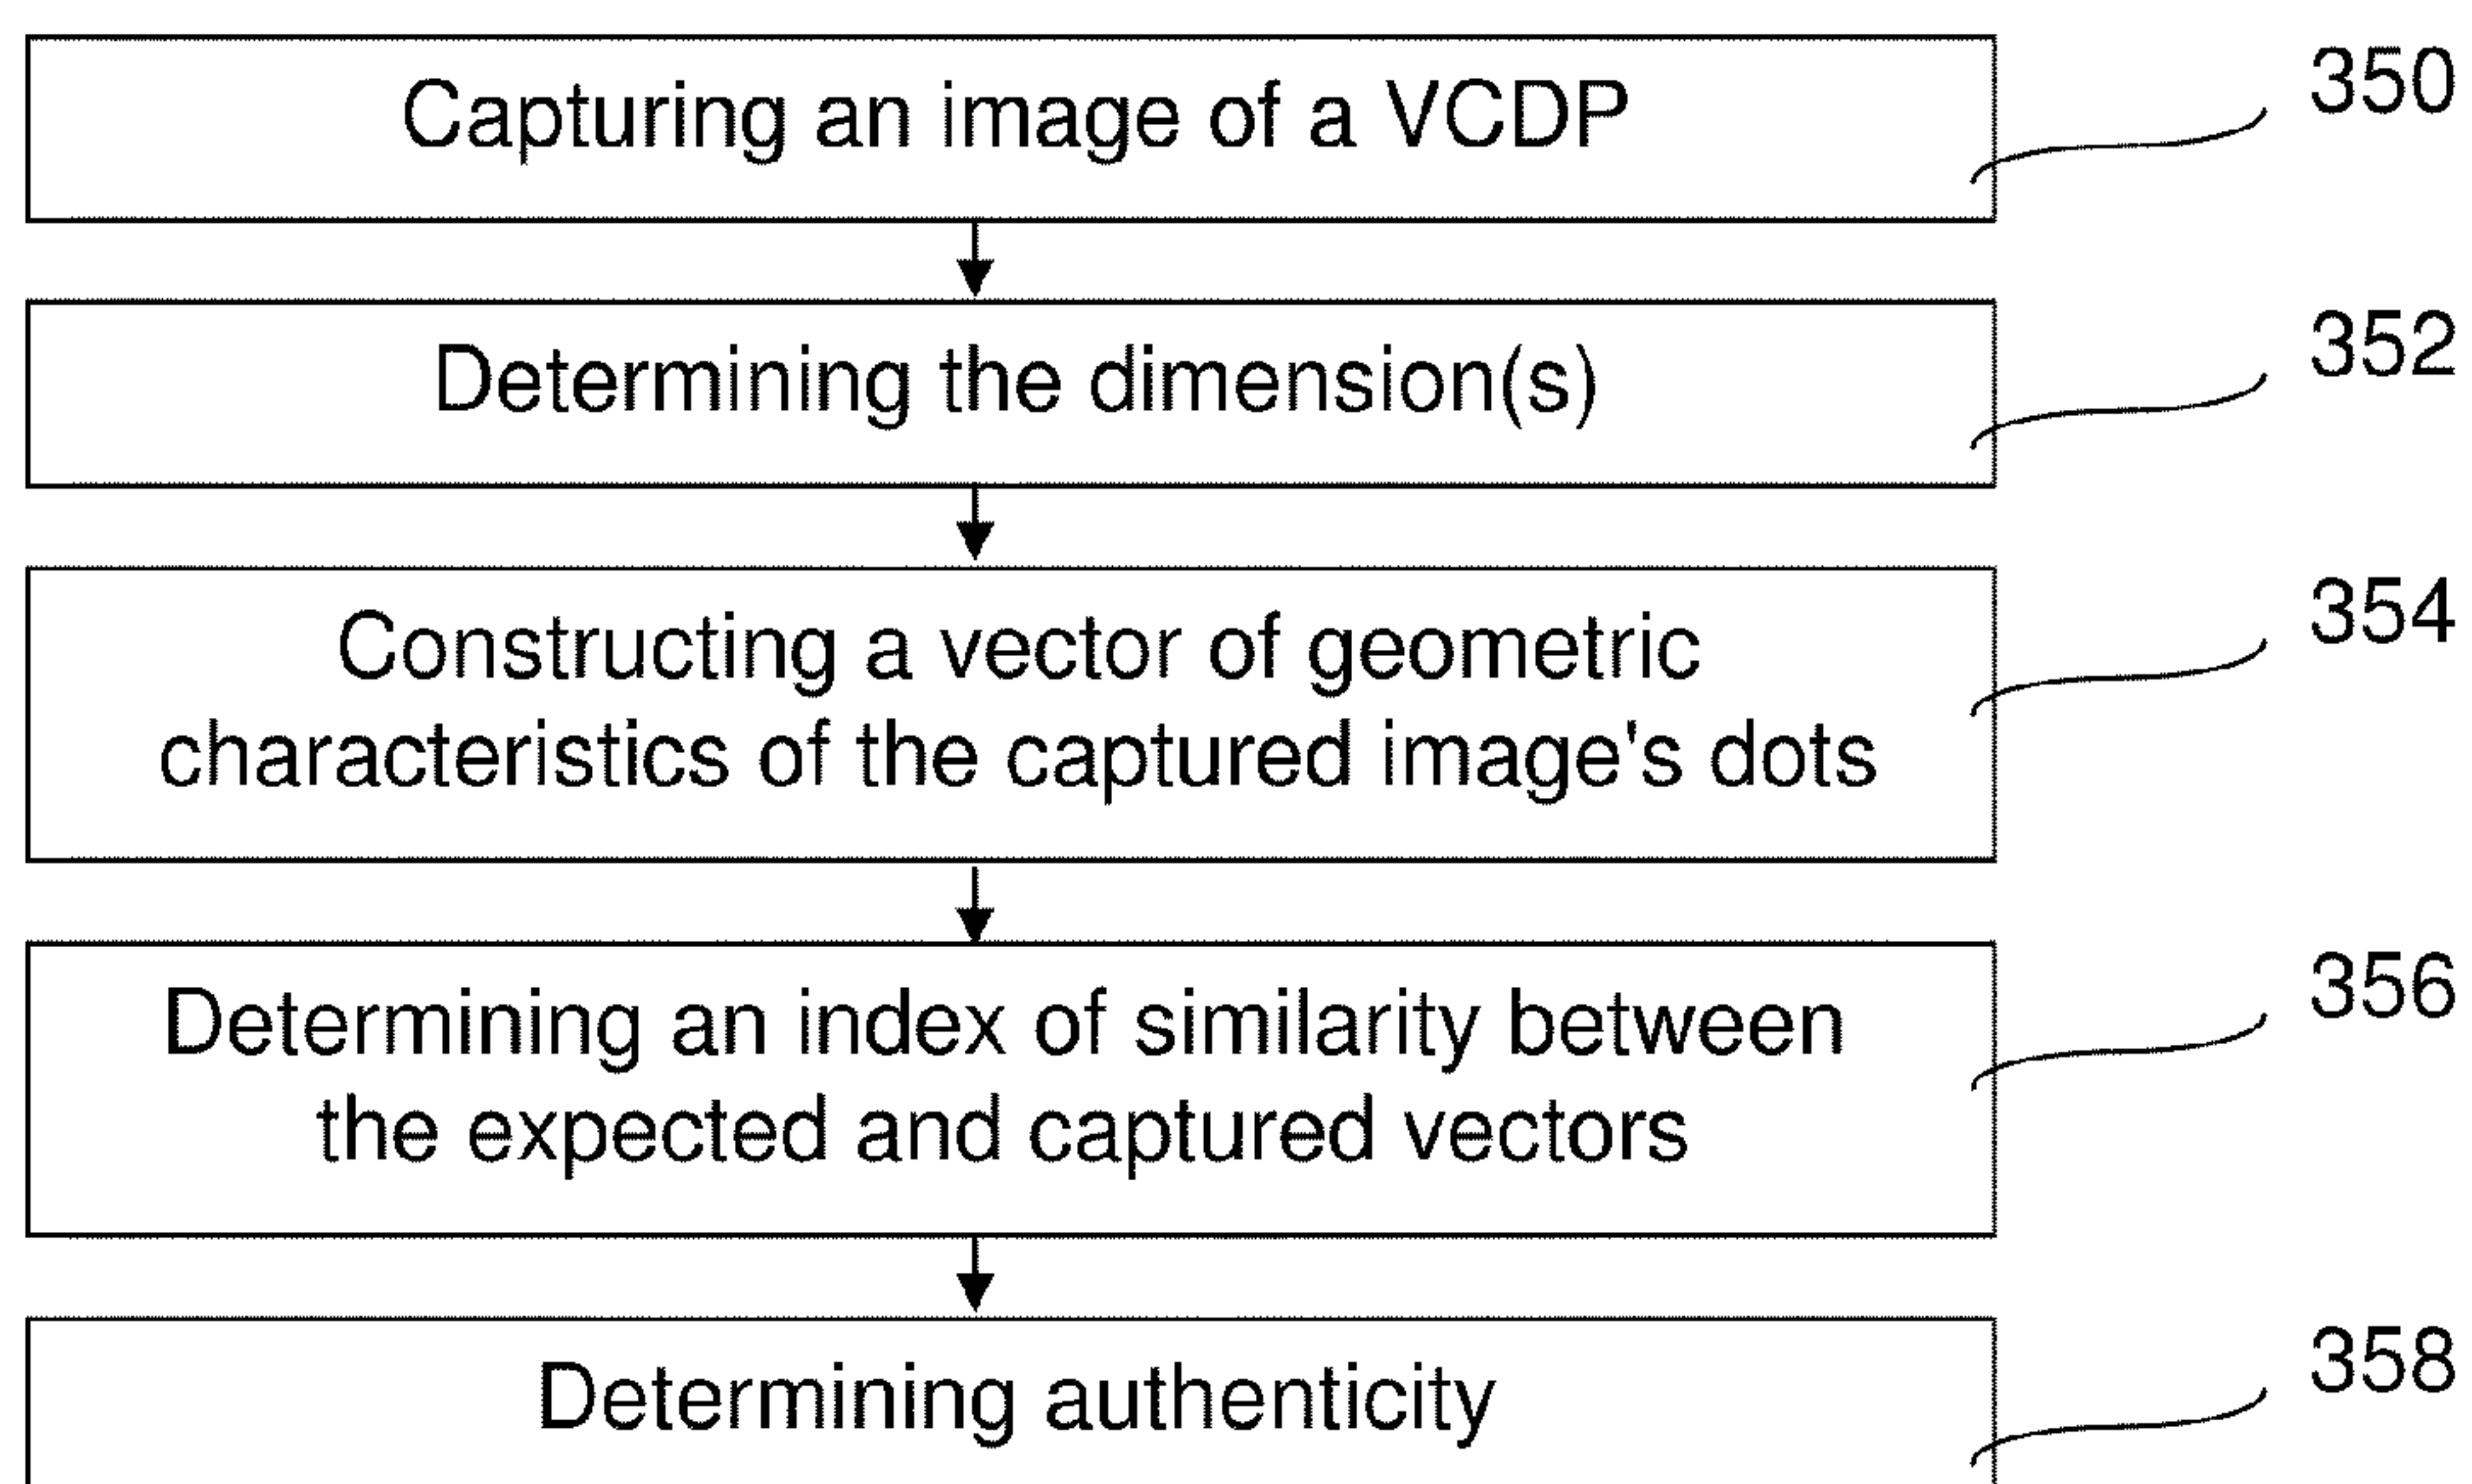 Capturing an image of a VCDP
350
Determining the dimension(s)
352
Constructing a vector of geometric
characteristics of the captured image's dots
354
Determining an index of similarity between
the expected and captured vectors
356
Determining authenticity
358